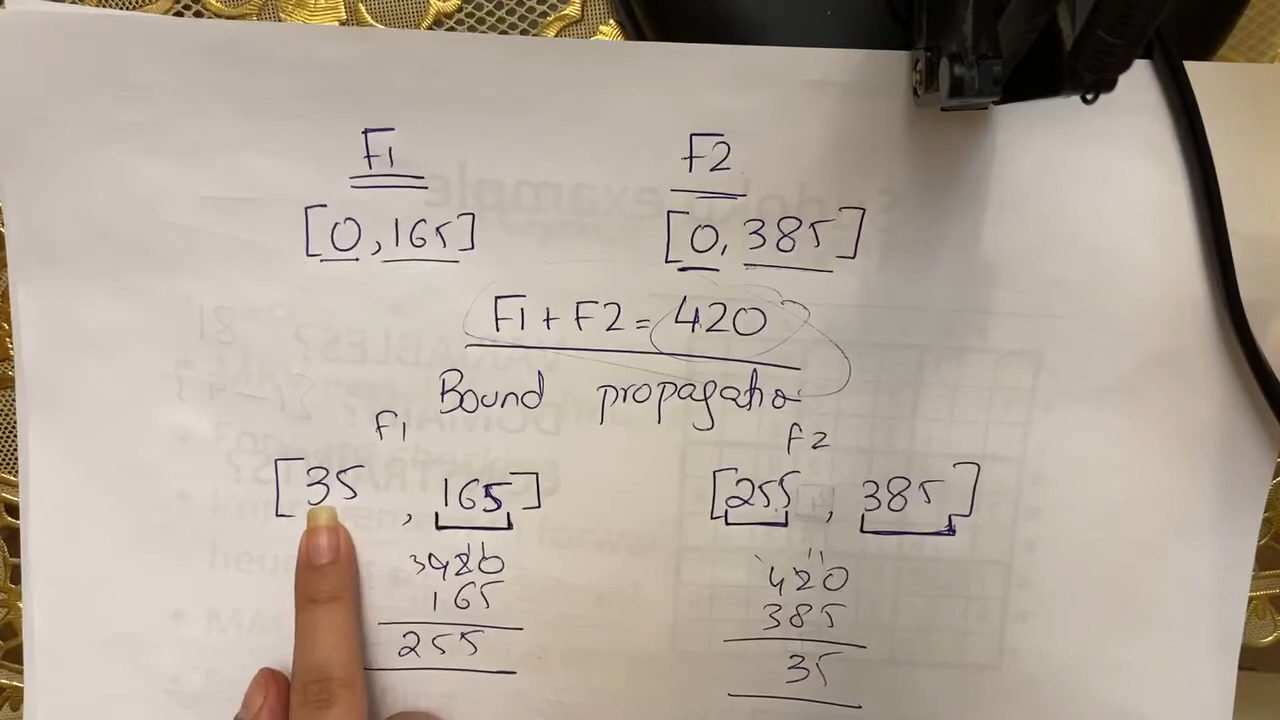 F1 F2
[0,165] [0,385]
F1 + F2 = 420
Bound propagatio
F1 F2
[35, 165] [255, 385]
420 420
165 385
255 35